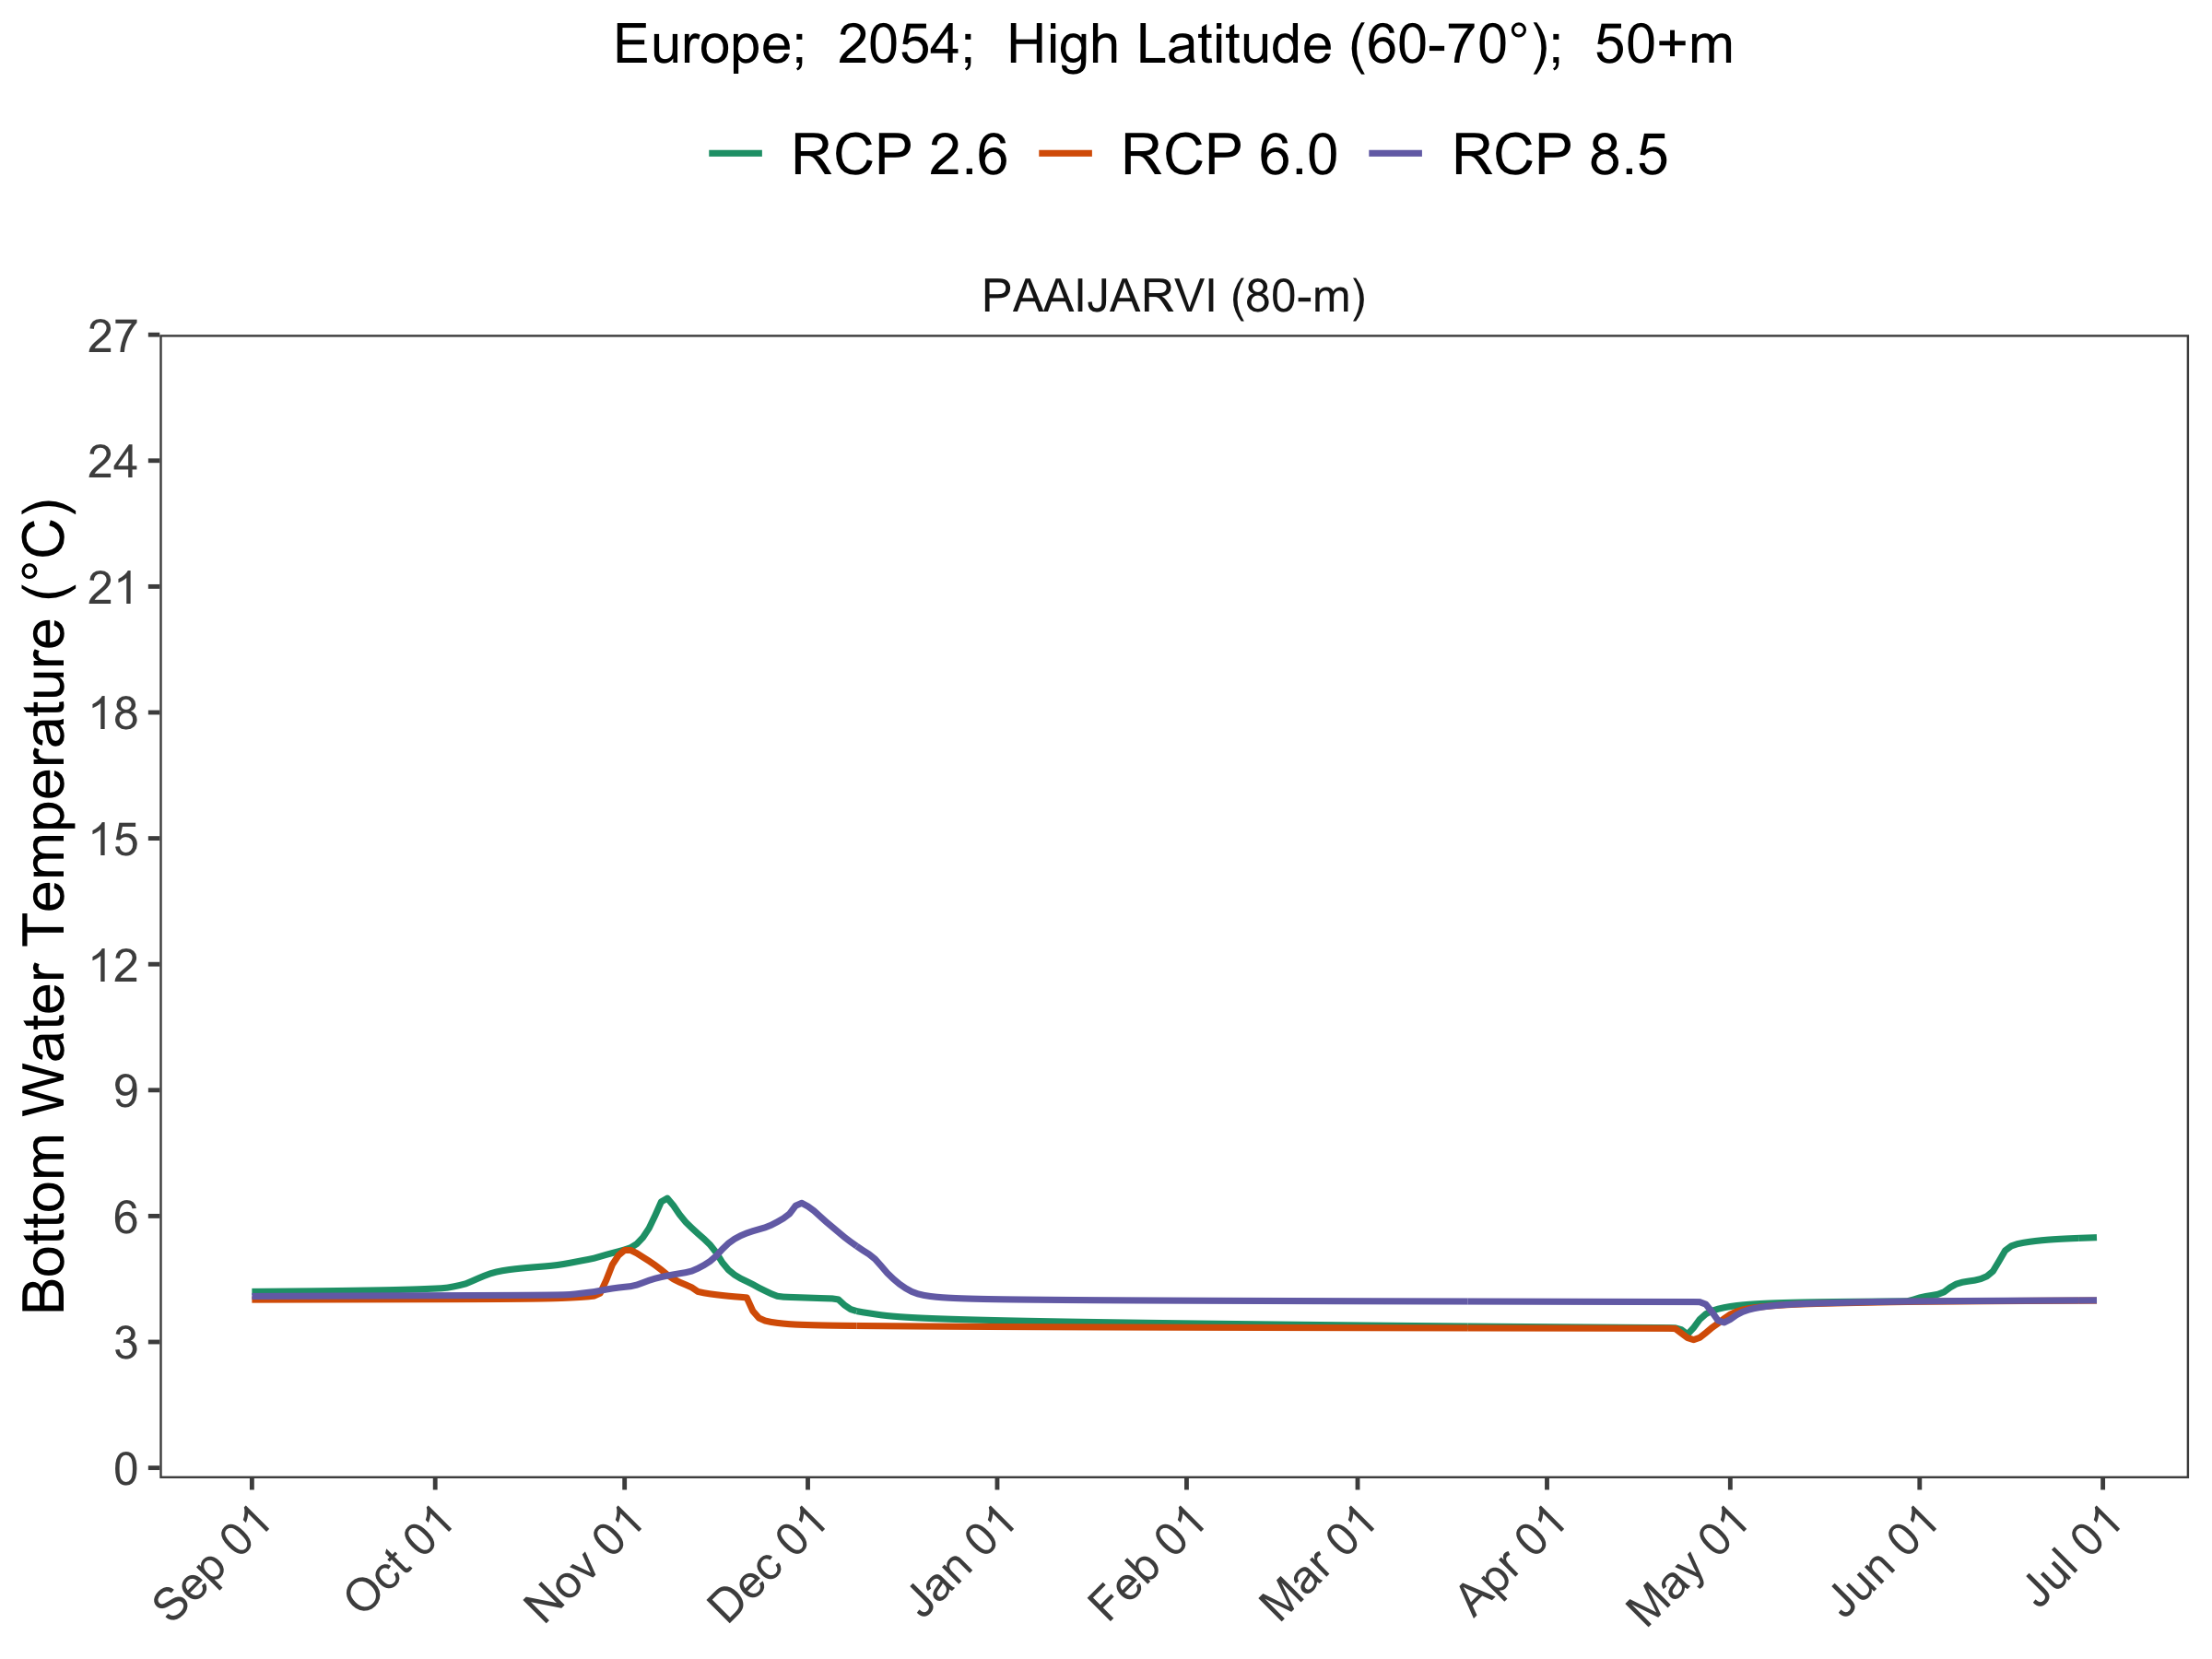 Europe;  2054;  High Latitude (60-70°);  50+m
RCP 2.6 RCP 6.0 RCP 8.5
PAAIJARVI (80-m)
Bottom Water Temperature (°C)
27
24
21
18
15
12
9
6
3
0
Sep 01 Oct 01 Nov 01 Dec 01 Jan 01 Feb 01 Mar 01 Apr 01 May 01 Jun 01 Jul 01